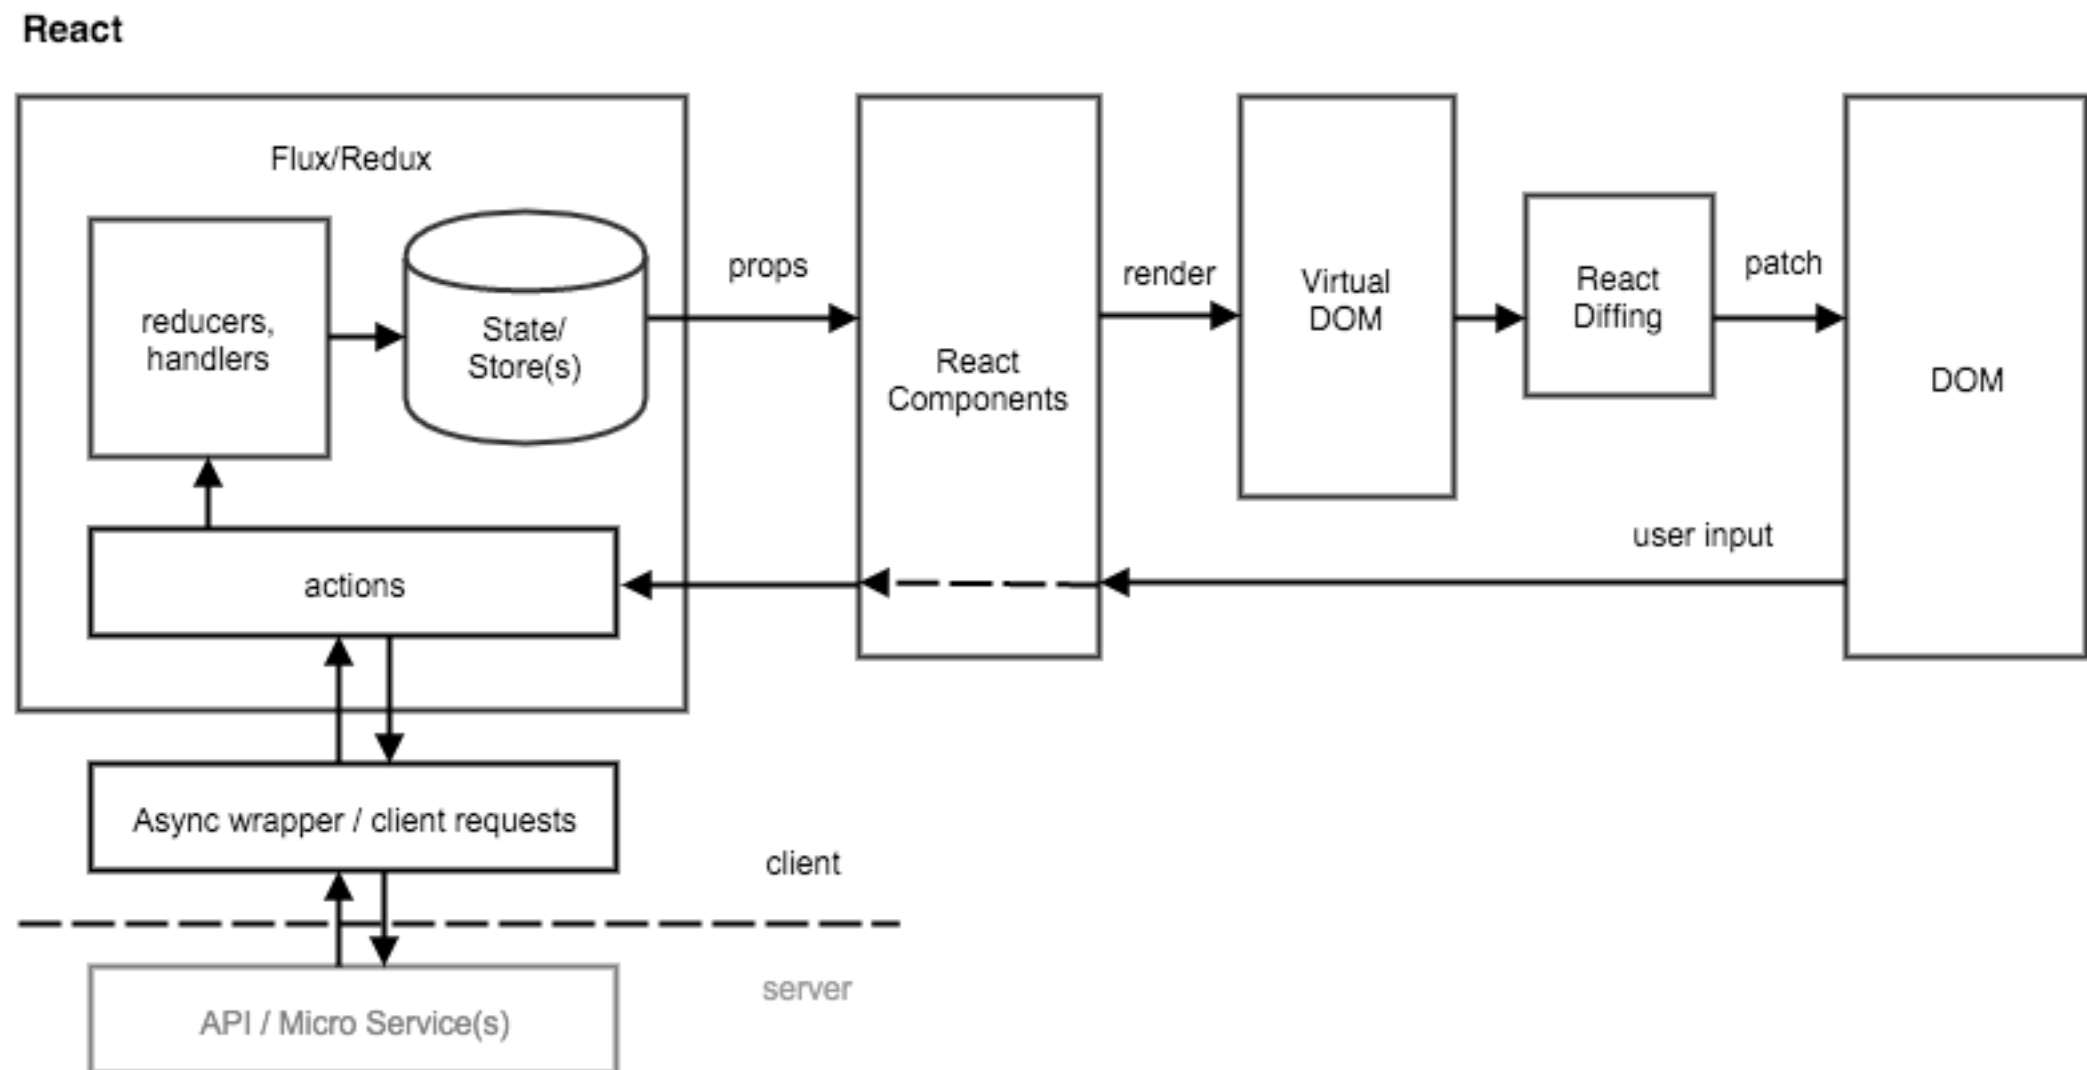 React
Flux/Redux
reducers,
handlers
State/
Store(s)
props
React
Components
render
Virtual
DOM
React
Diffing
patch
DOM
user input
actions
Async wrapper / client requests
client
server
API / Micro Service(s)